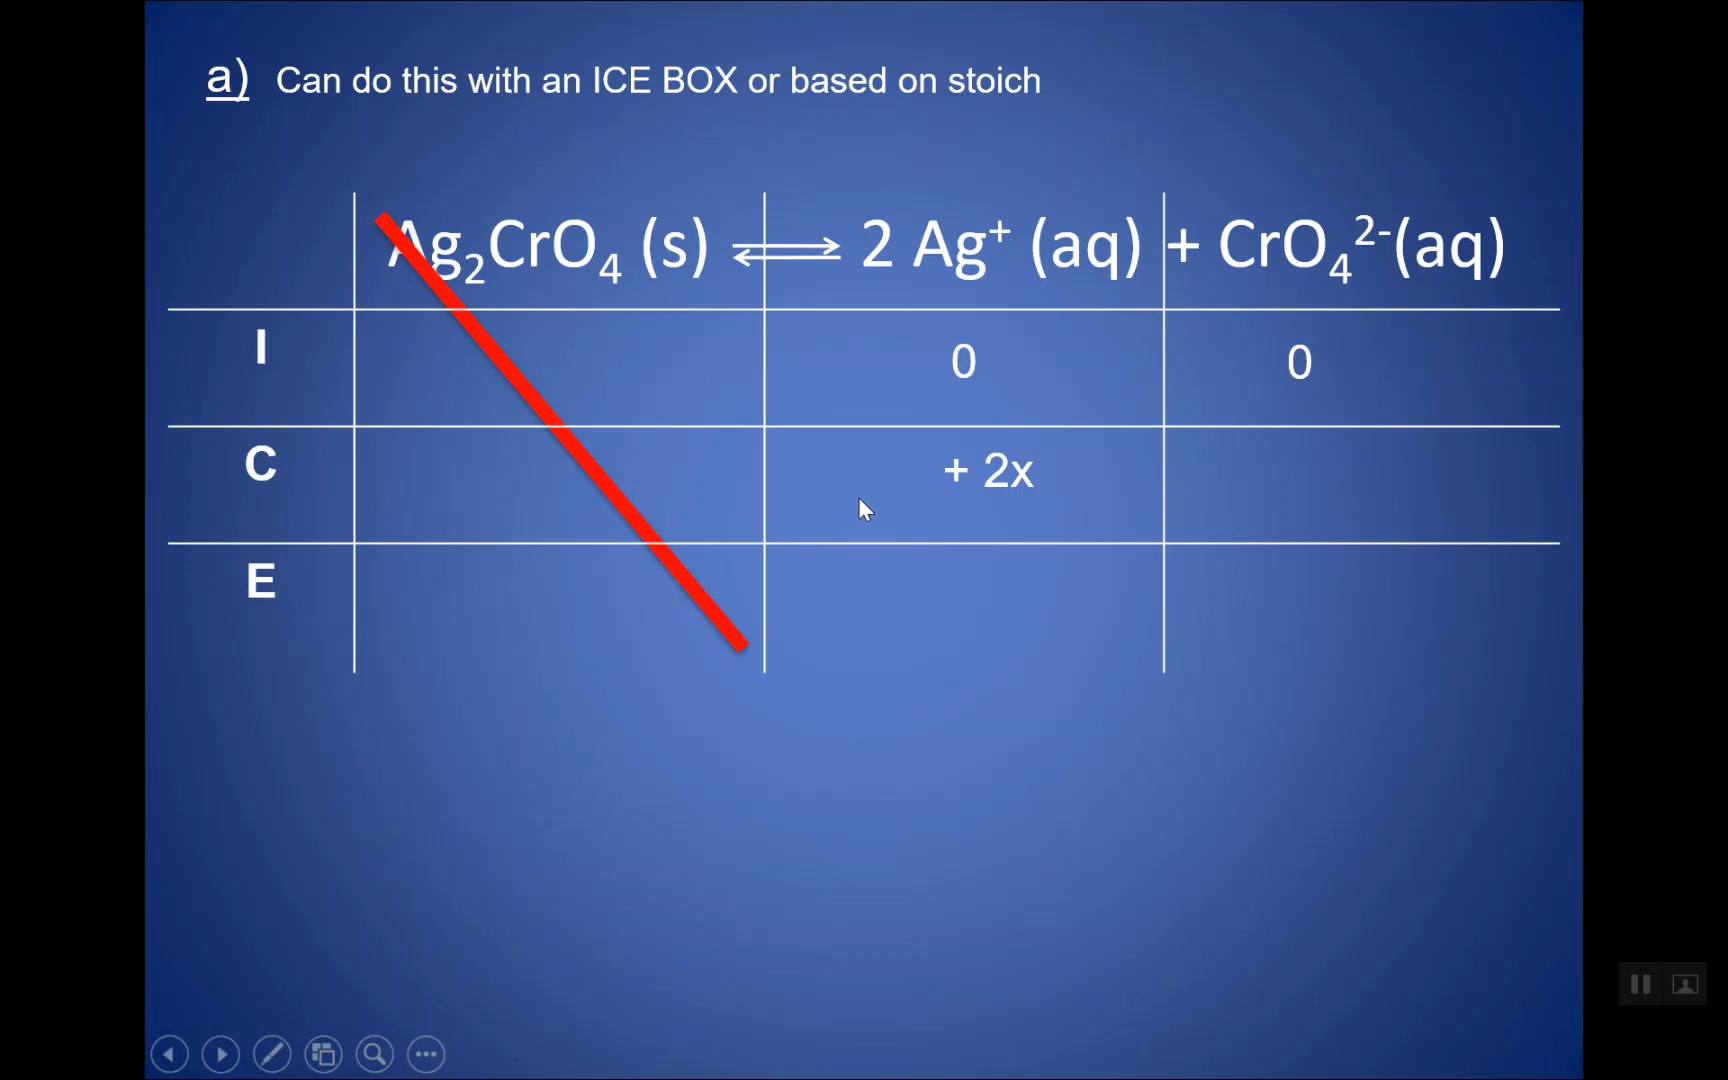 a) Can do this with an ICE BOX or based on stoich
Ag₂CrO₄ (s) ⇌ 2 Ag⁺ (aq) + CrO₄²⁻(aq)
I 0 0
C + 2x
E